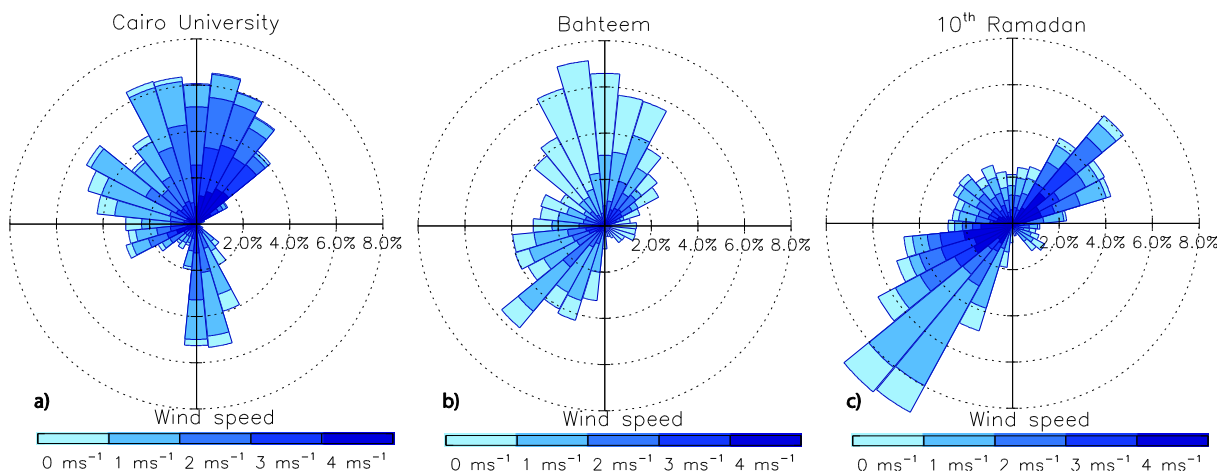 Cairo University
2.0% 4.0% 6.0% 8.0%
a)
Wind speed
0 ms⁻¹ 1 ms⁻¹ 2 ms⁻¹ 3 ms⁻¹ 4 ms⁻¹
Bahteem
2.0% 4.0% 6.0% 8.0%
b)
Wind speed
0 ms⁻¹ 1 ms⁻¹ 2 ms⁻¹ 3 ms⁻¹ 4 ms⁻¹
10ᵗʰ Ramadan
2.0% 4.0% 6.0% 8.0%
c)
Wind speed
0 ms⁻¹ 1 ms⁻¹ 2 ms⁻¹ 3 ms⁻¹ 4 ms⁻¹